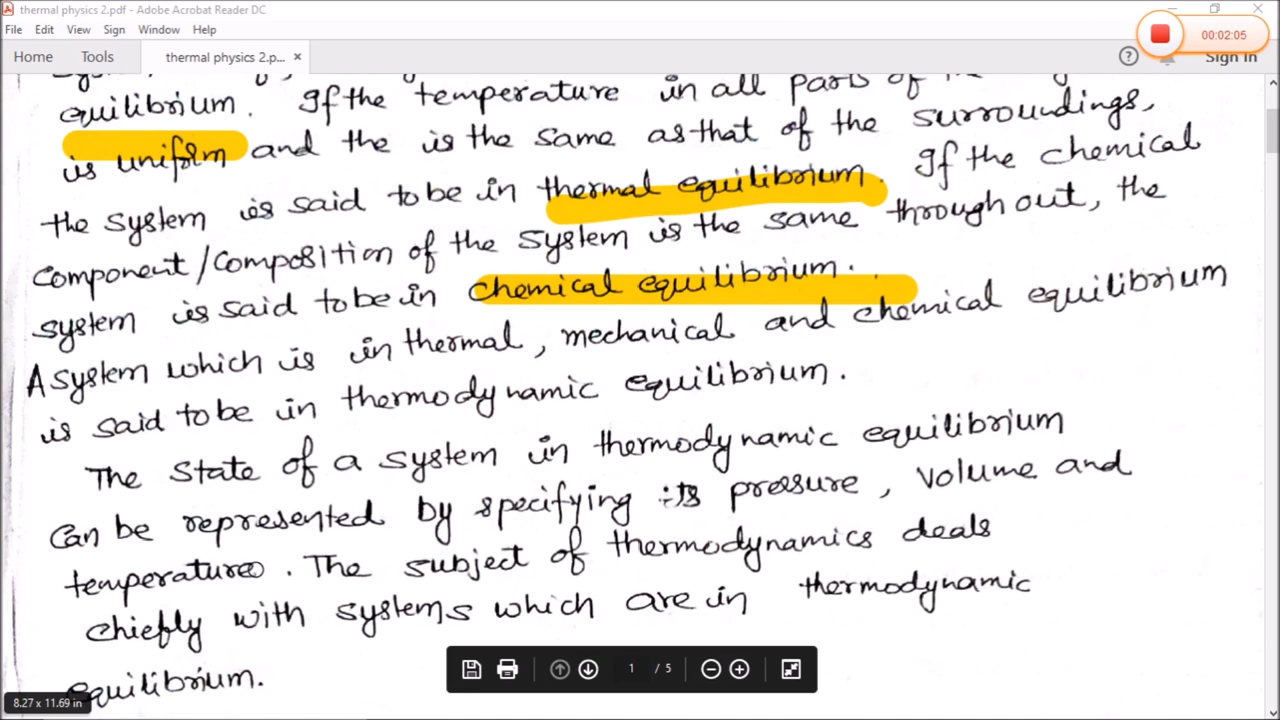 thermal physics 2.pdf - Adobe Acrobat Reader DC
File Edit View Sign Window Help
00:02:05
Home Tools thermal physics 2.p... × Sign In
equilibrium. If the temperature in all parts of
is uniform and the is the same as that of the surroundings,
the system is said to be in thermal equilibrium. If the chemical
component/composition of the system is the same through out, the
system is said to be in chemical equilibrium.
A system which is in thermal, mechanical and chemical equilibrium
is said to be in thermodynamic equilibrium.
The state of a system in thermodynamic equilibrium
can be represented by specifying its pressure, volume and
temperature. The subject of thermodynamics deals
chiefly with systems which are in thermodynamic
equilibrium.
1 / 5
8.27 x 11.69 in